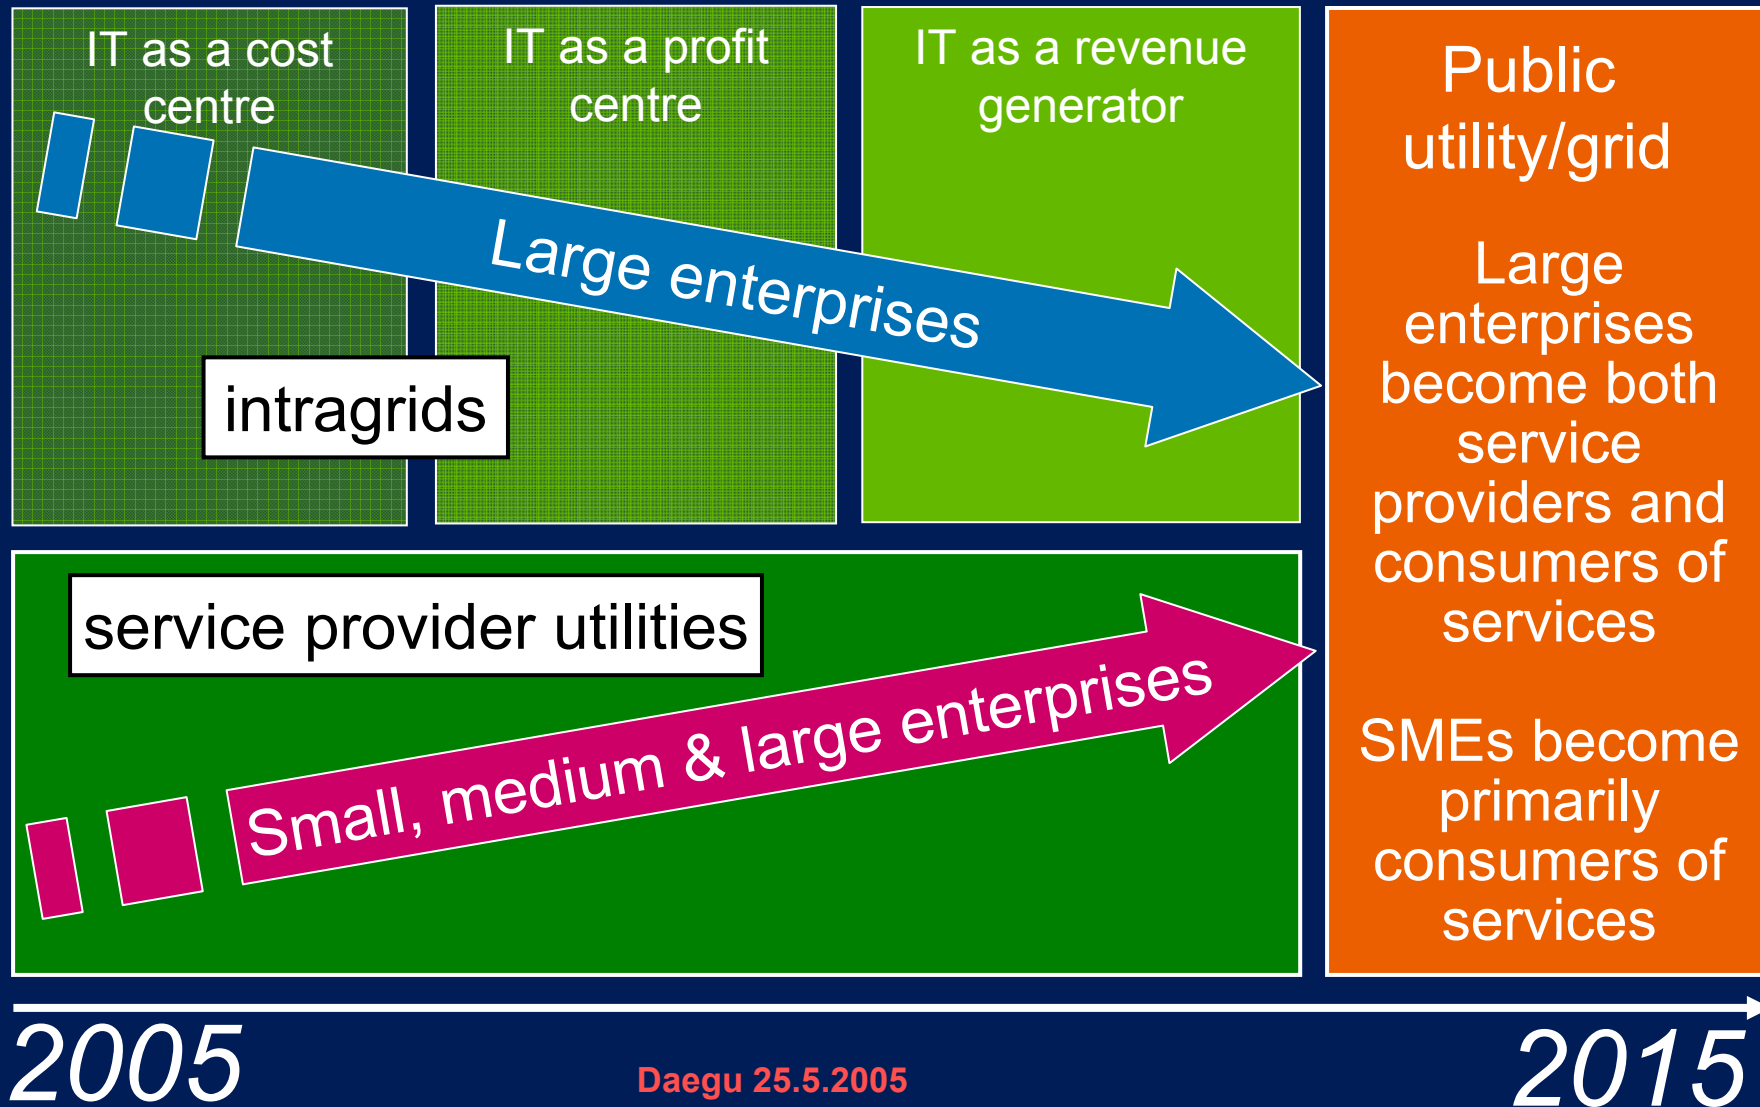 IT as a cost
centre
IT as a profit
centre
IT as a revenue
generator
Large enterprises
intragrids
service provider utilities
Small, medium & large enterprises
Public
utility/grid
Large
enterprises
become both
service
providers and
consumers of
services
SMEs become
primarily
consumers of
services
2005
Daegu 25.5.2005
2015